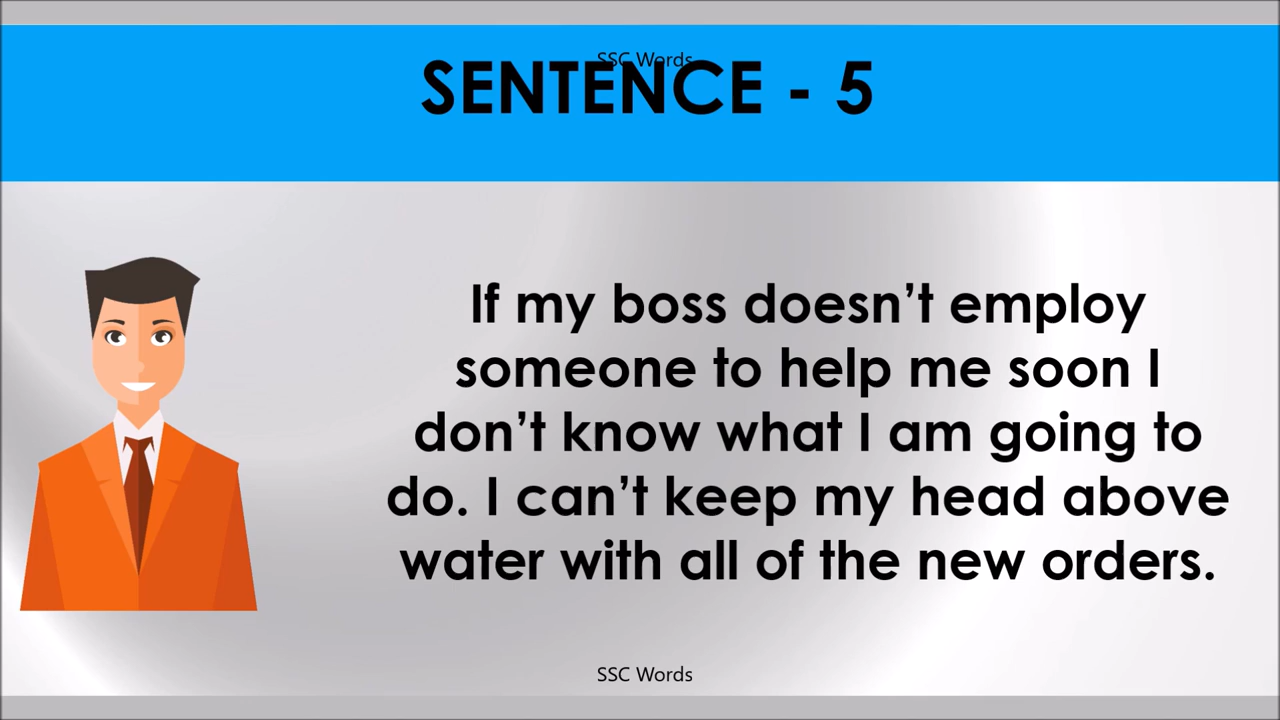 SSC Words
SENTENCE - 5
If my boss doesn’t employ
someone to help me soon I
don’t know what I am going to
do. I can’t keep my head above
water with all of the new orders.
SSC Words